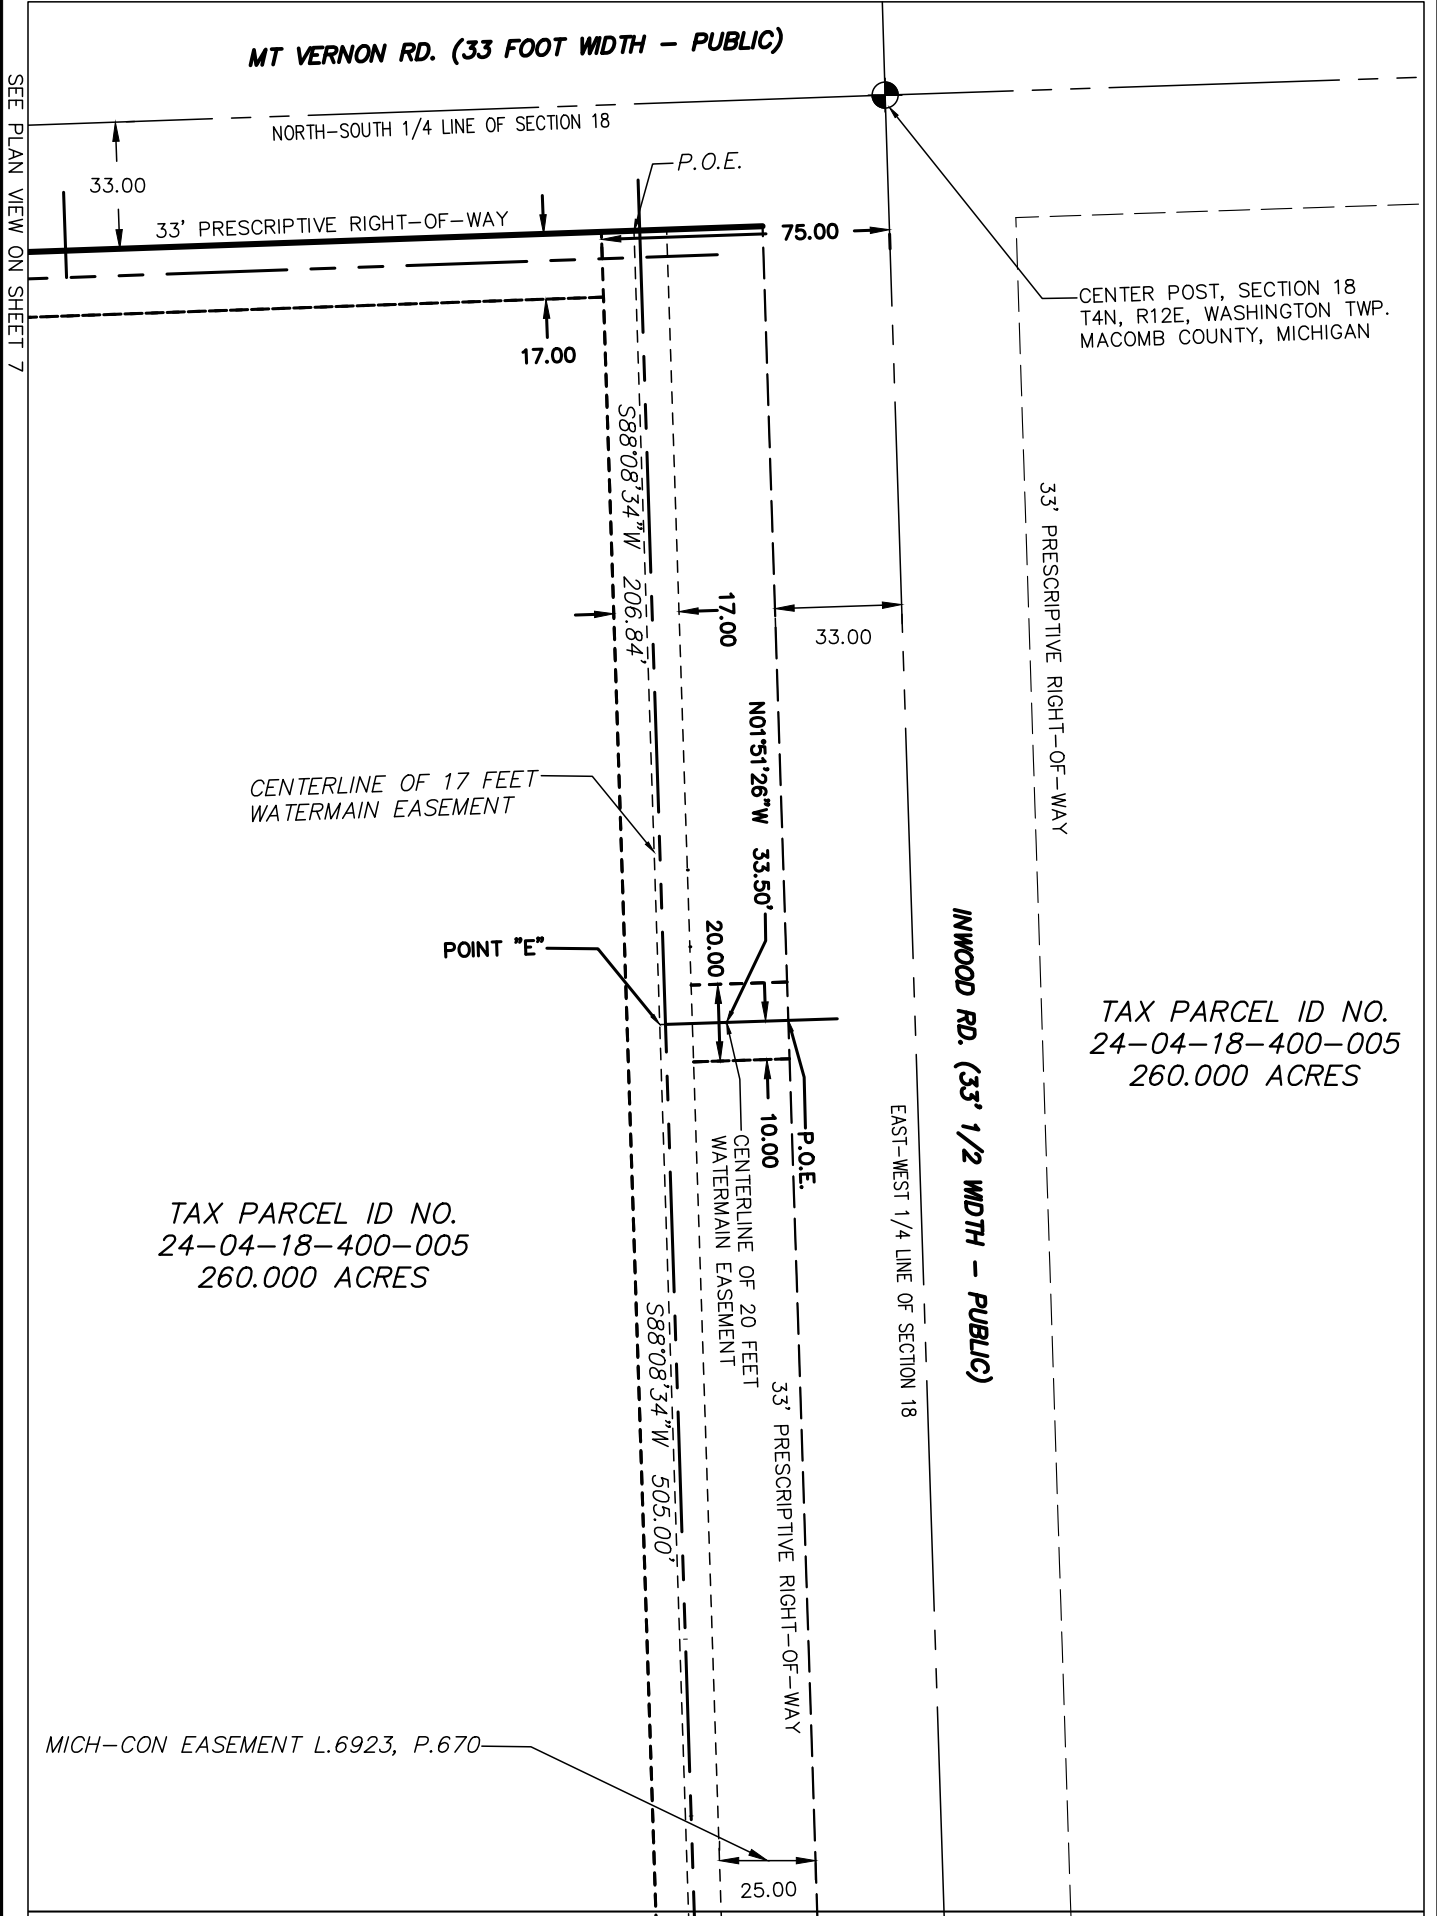 MT VERNON RD. (33 FOOT WIDTH – PUBLIC)
NORTH–SOUTH 1/4 LINE OF SECTION 18
SEE PLAN VIEW ON SHEET 7
33.00
P.O.E.
33' PRESCRIPTIVE RIGHT–OF–WAY
75.00
CENTER POST, SECTION 18
T4N, R12E, WASHINGTON TWP.
MACOMB COUNTY, MICHIGAN
17.00
S88°08'34"W 206.84'
33' PRESCRIPTIVE RIGHT–OF–WAY
17.00
33.00
N01°51'26"W 33.50'
CENTERLINE OF 17 FEET
WATERMAIN EASEMENT
POINT "E"
20.00
INWOOD RD. (33' 1/2 WIDTH – PUBLIC)
TAX PARCEL ID NO.
24–04–18–400–005
260.000 ACRES
10.00
P.O.E.
EAST–WEST 1/4 LINE OF SECTION 18
CENTERLINE OF 20 FEET
WATERMAIN EASEMENT
TAX PARCEL ID NO.
24–04–18–400–005
260.000 ACRES
S88°08'34"W 505.00'
33' PRESCRIPTIVE RIGHT–OF–WAY
MICH–CON EASEMENT L.6923, P.670
25.00